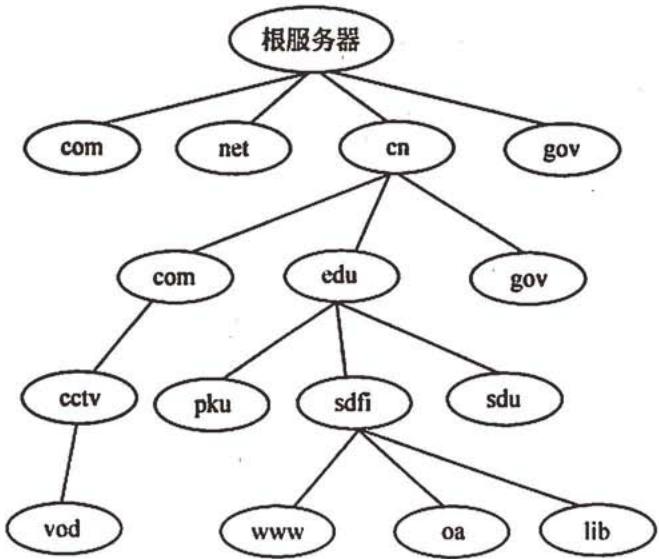 根服务器
com net cn gov
com edu gov
cctv pku sdfi sdu
vod www oa lib